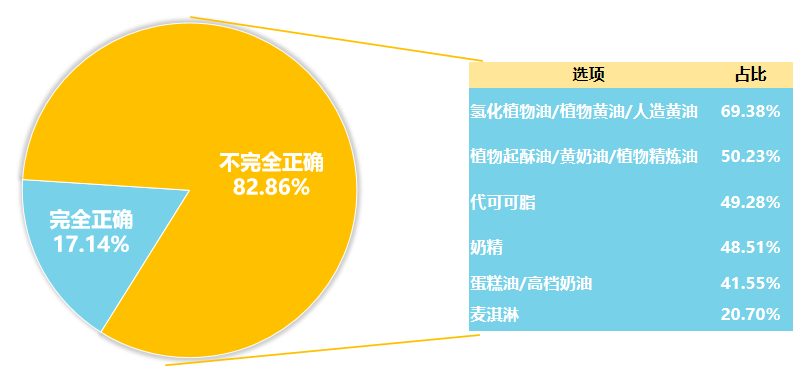 不完全正确
82.86%
完全正确
17.14%
选项 占比
氢化植物油/植物黄油/人造黄油 69.38%
植物起酥油/黄奶油/植物精炼油 50.23%
代可可脂 49.28%
奶精 48.51%
蛋糕油/高档奶油 41.55%
麦淇淋 20.70%